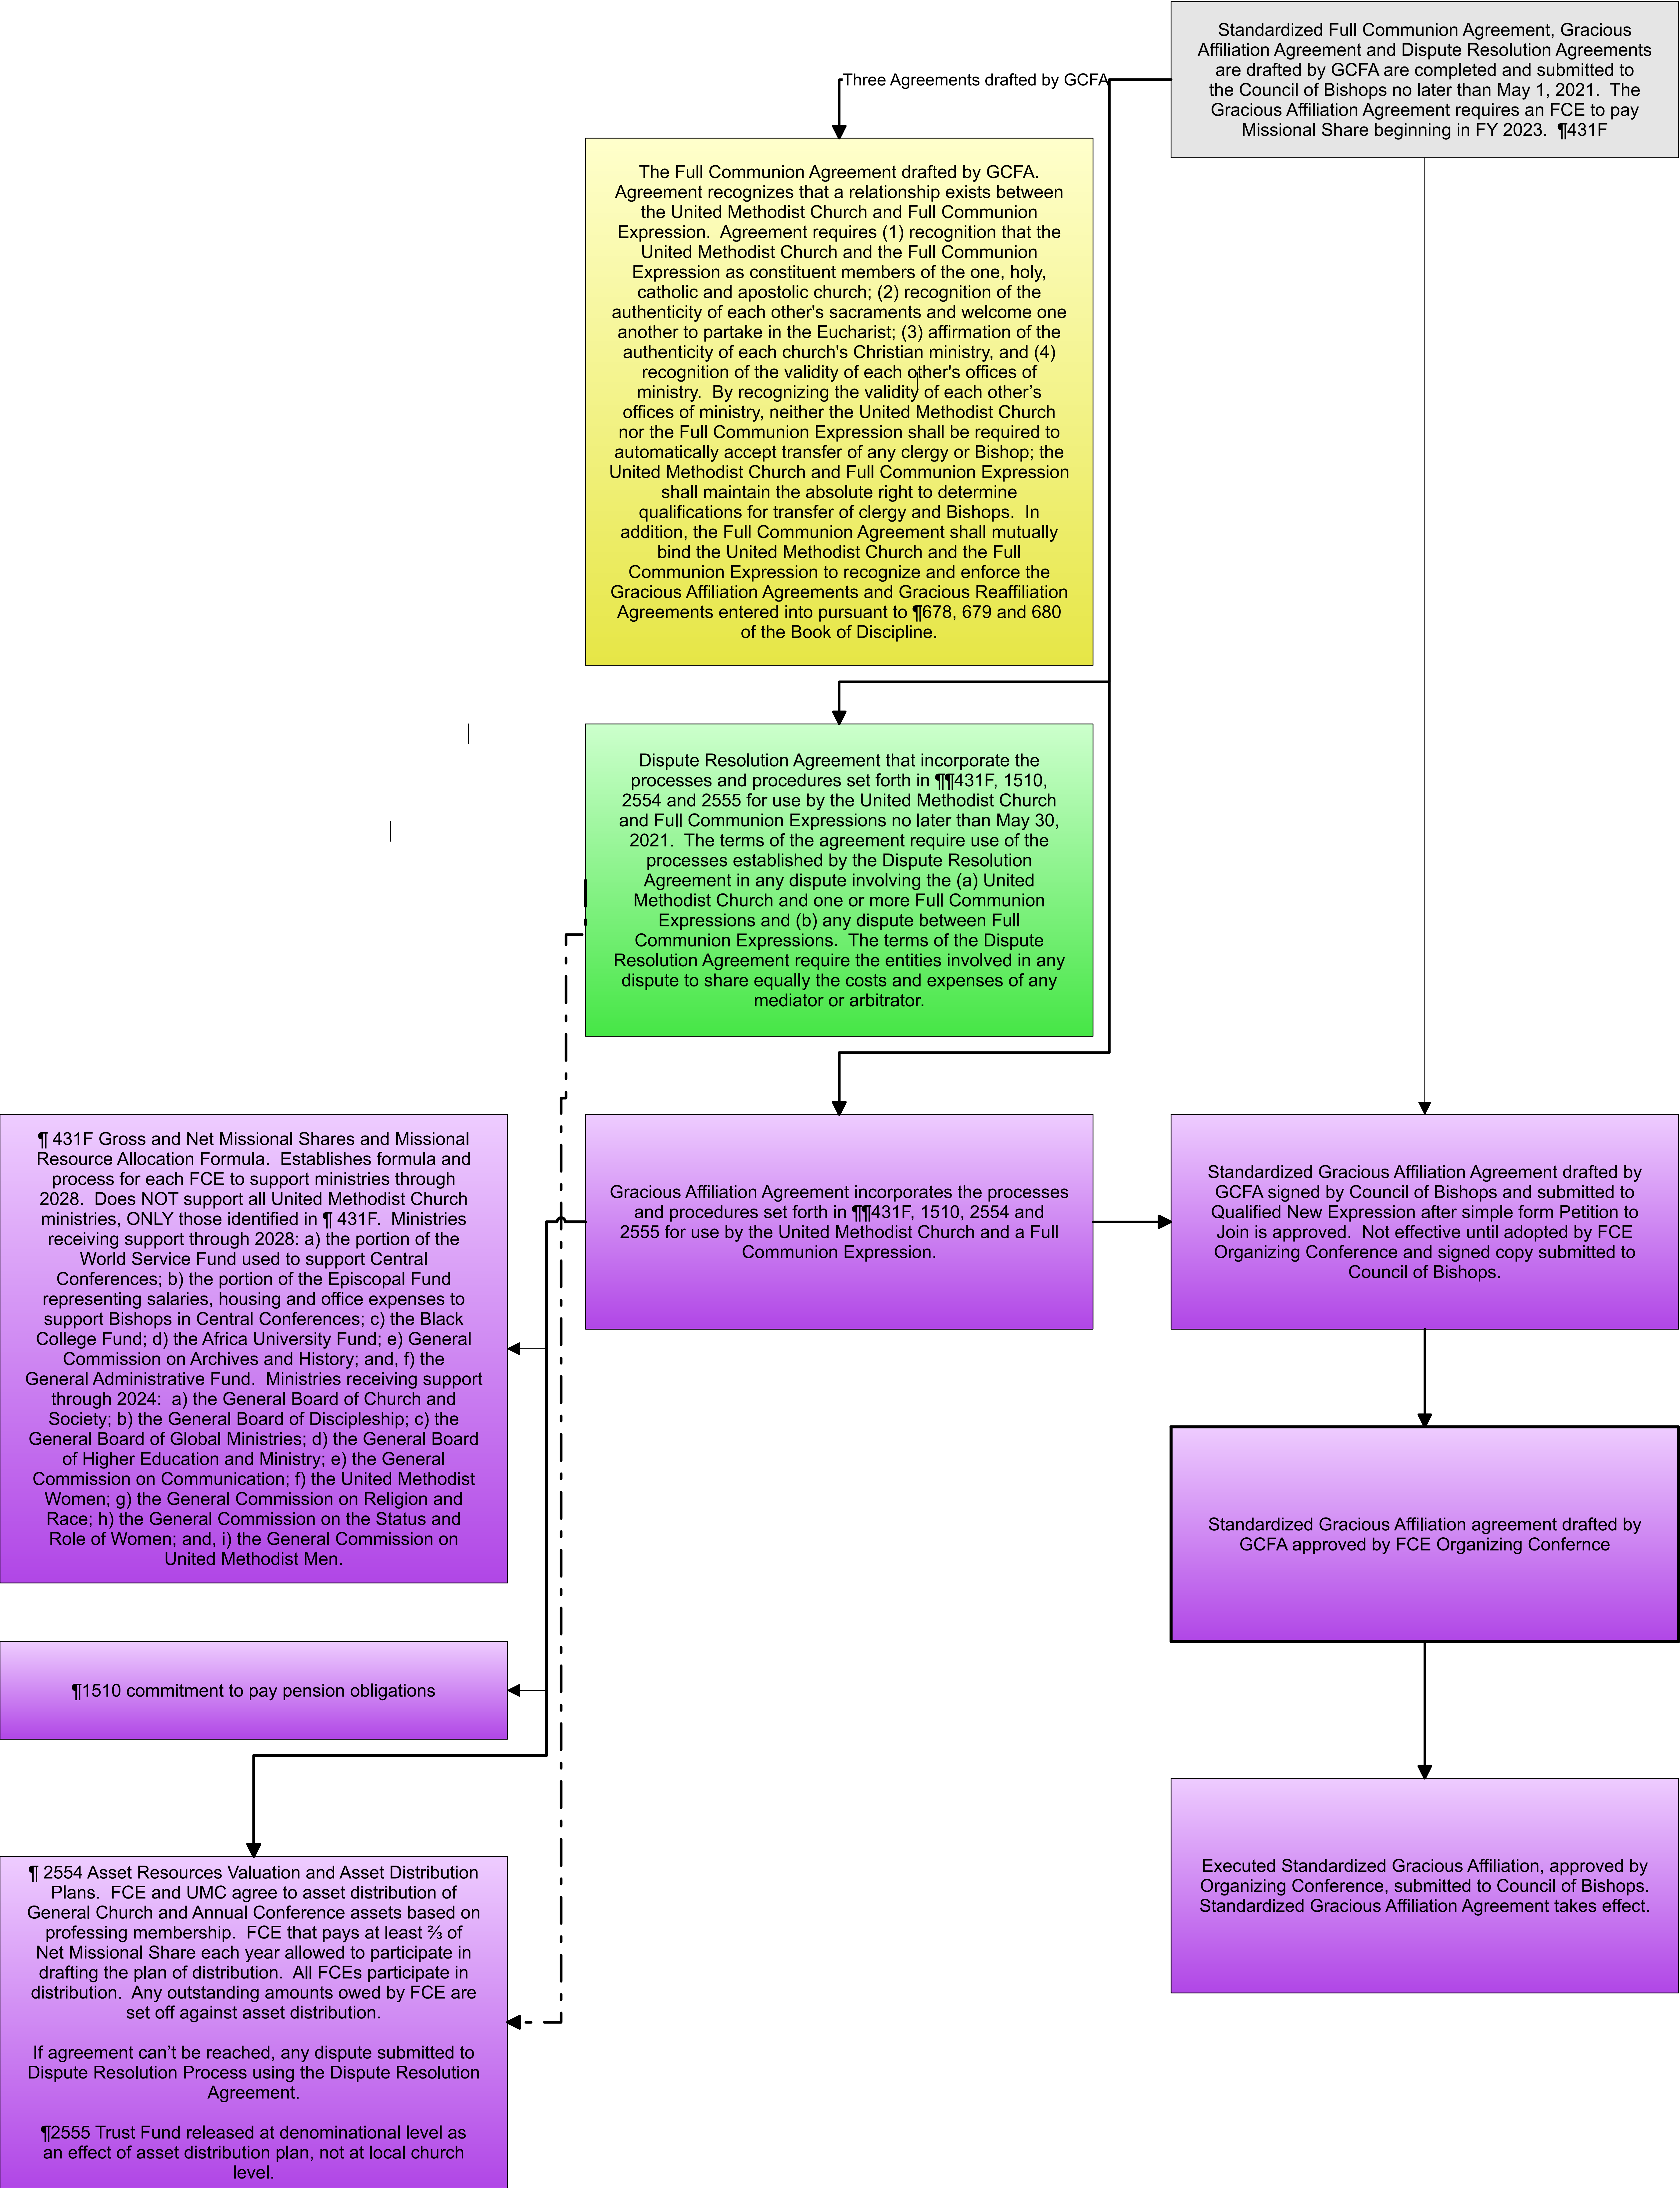 Standardized Full Communion Agreement, Gracious
Affiliation Agreement and Dispute Resolution Agreements
are drafted by GCFA are completed and submitted to
the Council of Bishops no later than May 1, 2021.  The
Gracious Affiliation Agreement requires an FCE to pay
Missional Share beginning in FY 2023.  ¶431F
Three Agreements drafted by GCFA
The Full Communion Agreement drafted by GCFA.
Agreement recognizes that a relationship exists between
the United Methodist Church and Full Communion
Expression.  Agreement requires (1) recognition that the
United Methodist Church and the Full Communion
Expression as constituent members of the one, holy,
catholic and apostolic church; (2) recognition of the
authenticity of each other's sacraments and welcome one
another to partake in the Eucharist; (3) affirmation of the
authenticity of each church's Christian ministry, and (4)
recognition of the validity of each other's offices of
ministry.  By recognizing the validity of each other’s
offices of ministry, neither the United Methodist Church
nor the Full Communion Expression shall be required to
automatically accept transfer of any clergy or Bishop; the
United Methodist Church and Full Communion Expression
shall maintain the absolute right to determine
qualifications for transfer of clergy and Bishops.  In
addition, the Full Communion Agreement shall mutually
bind the United Methodist Church and the Full
Communion Expression to recognize and enforce the
Gracious Affiliation Agreements and Gracious Reaffiliation
Agreements entered into pursuant to ¶678, 679 and 680
of the Book of Discipline.
Dispute Resolution Agreement that incorporate the
processes and procedures set forth in ¶¶431F, 1510,
2554 and 2555 for use by the United Methodist Church
and Full Communion Expressions no later than May 30,
2021.  The terms of the agreement require use of the
processes established by the Dispute Resolution
Agreement in any dispute involving the (a) United
Methodist Church and one or more Full Communion
Expressions and (b) any dispute between Full
Communion Expressions.  The terms of the Dispute
Resolution Agreement require the entities involved in any
dispute to share equally the costs and expenses of any
mediator or arbitrator.
¶ 431F Gross and Net Missional Shares and Missional
Resource Allocation Formula.  Establishes formula and
process for each FCE to support ministries through
2028.  Does NOT support all United Methodist Church
ministries, ONLY those identified in ¶ 431F.  Ministries
receiving support through 2028: a) the portion of the
World Service Fund used to support Central
Conferences; b) the portion of the Episcopal Fund
representing salaries, housing and office expenses to
support Bishops in Central Conferences; c) the Black
College Fund; d) the Africa University Fund; e) General
Commission on Archives and History; and, f) the
General Administrative Fund.  Ministries receiving support
through 2024:  a) the General Board of Church and
Society; b) the General Board of Discipleship; c) the
General Board of Global Ministries; d) the General Board
of Higher Education and Ministry; e) the General
Commission on Communication; f) the United Methodist
Women; g) the General Commission on Religion and
Race; h) the General Commission on the Status and
Role of Women; and, i) the General Commission on
United Methodist Men.
Gracious Affiliation Agreement incorporates the processes
and procedures set forth in ¶¶431F, 1510, 2554 and
2555 for use by the United Methodist Church and a Full
Communion Expression.
Standardized Gracious Affiliation Agreement drafted by
GCFA signed by Council of Bishops and submitted to
Qualified New Expression after simple form Petition to
Join is approved.  Not effective until adopted by FCE
Organizing Conference and signed copy submitted to
Council of Bishops.
Standardized Gracious Affiliation agreement drafted by
GCFA approved by FCE Organizing Confernce
¶1510 commitment to pay pension obligations
Executed Standardized Gracious Affiliation, approved by
Organizing Conference, submitted to Council of Bishops.
Standardized Gracious Affiliation Agreement takes effect.
¶ 2554 Asset Resources Valuation and Asset Distribution
Plans.  FCE and UMC agree to asset distribution of
General Church and Annual Conference assets based on
professing membership.  FCE that pays at least ⅔ of
Net Missional Share each year allowed to participate in
drafting the plan of distribution.  All FCEs participate in
distribution.  Any outstanding amounts owed by FCE are
set off against asset distribution.
If agreement can’t be reached, any dispute submitted to
Dispute Resolution Process using the Dispute Resolution
Agreement.
¶2555 Trust Fund released at denominational level as
an effect of asset distribution plan, not at local church
level.